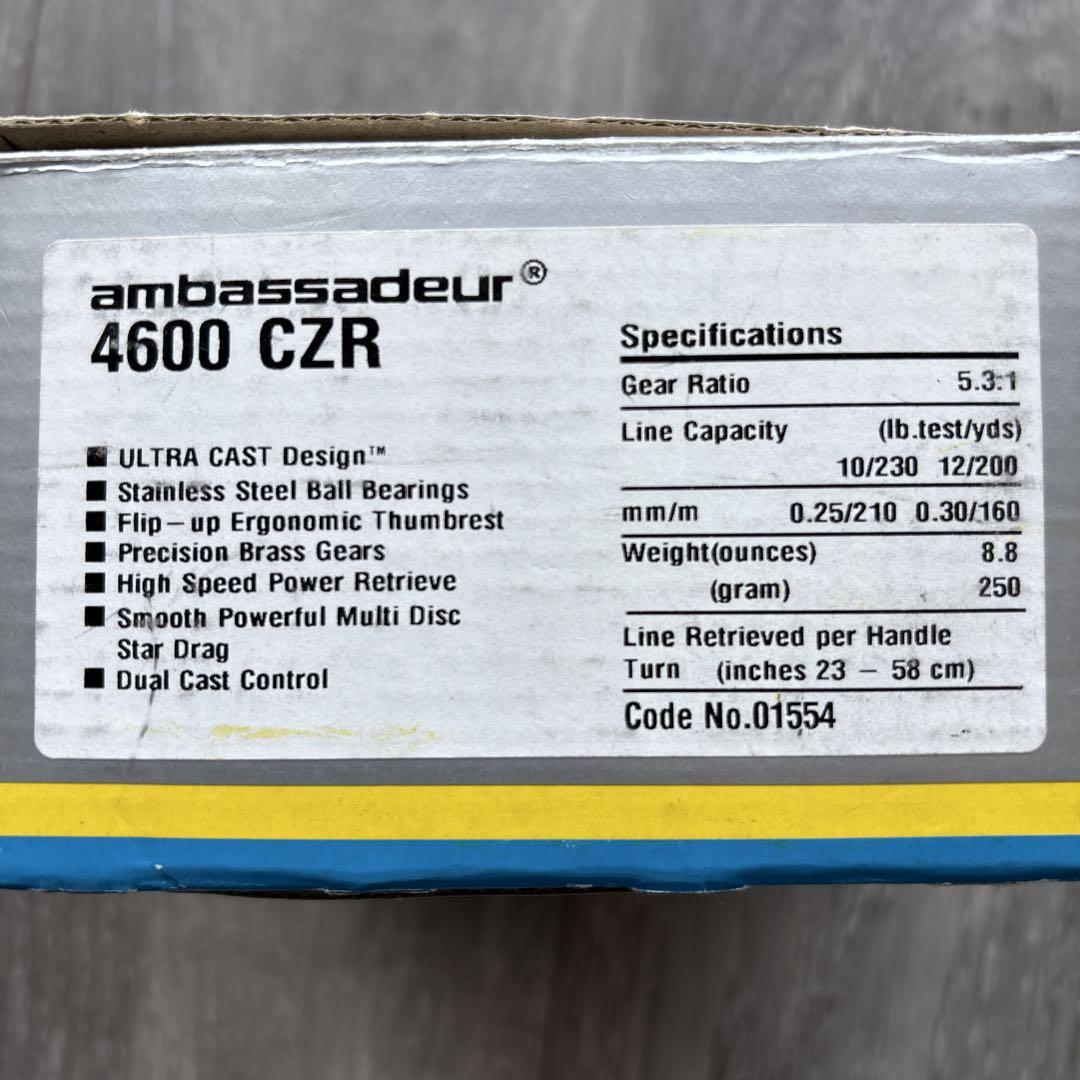 ambassadeur®
4600 CZR
■ ULTRA CAST Design™
■ Stainless Steel Ball Bearings
■ Flip-up Ergonomic Thumbrest
■ Precision Brass Gears
■ High Speed Power Retrieve
■ Smooth Powerful Multi Disc
Star Drag
■ Dual Cast Control
Specifications
Gear Ratio 5.3:1
Line Capacity (lb.test/yds)
10/230 12/200
mm/m 0.25/210 0.30/160
Weight(ounces) 8.8
(gram) 250
Line Retrieved per Handle
Turn (inches 23 – 58 cm)
Code No.01554